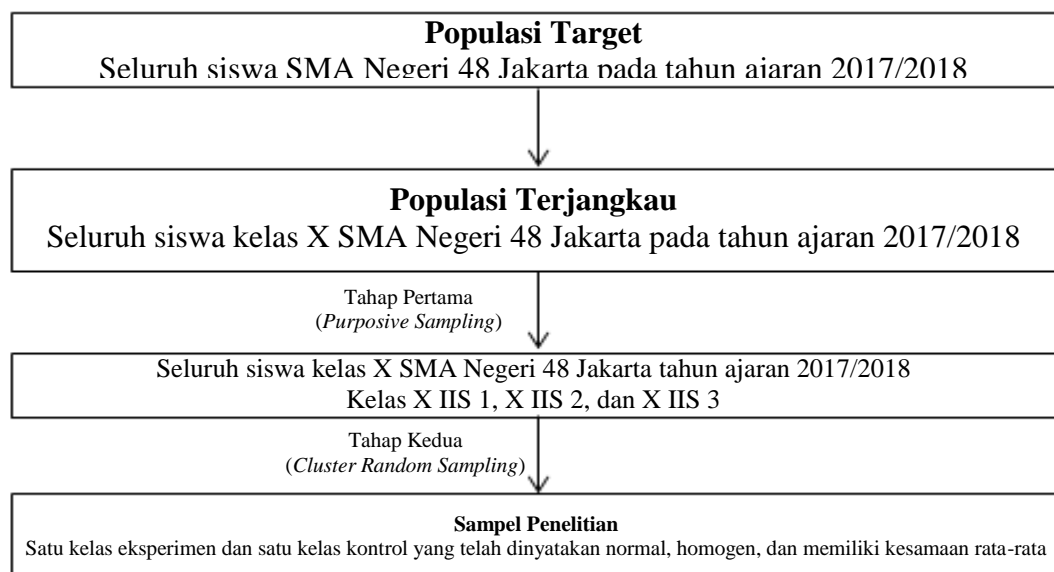 Populasi Target
Seluruh siswa SMA Negeri 48 Jakarta pada tahun ajaran 2017/2018
Populasi Terjangkau
Seluruh siswa kelas X SMA Negeri 48 Jakarta pada tahun ajaran 2017/2018
Tahap Pertama
(Purposive Sampling)
Seluruh siswa kelas X SMA Negeri 48 Jakarta tahun ajaran 2017/2018
Kelas X IIS 1, X IIS 2, dan X IIS 3
Tahap Kedua
(Cluster Random Sampling)
Sampel Penelitian
Satu kelas eksperimen dan satu kelas kontrol yang telah dinyatakan normal, homogen, dan memiliki kesamaan rata-rata